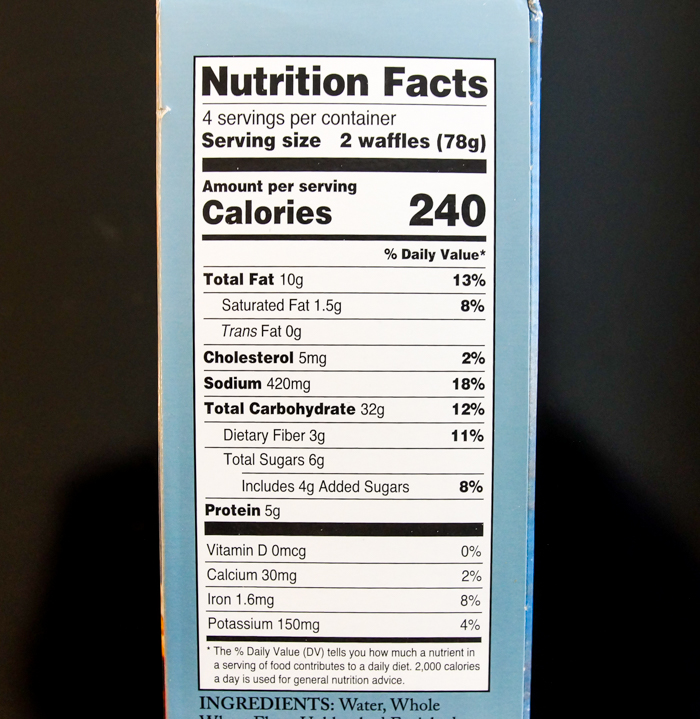 Nutrition Facts
4 servings per container
Serving size 2 waffles (78g)
Amount per serving
Calories 240
% Daily Value*
Total Fat 10g 13%
Saturated Fat 1.5g 8%
Trans Fat 0g
Cholesterol 5mg 2%
Sodium 420mg 18%
Total Carbohydrate 32g 12%
Dietary Fiber 3g 11%
Total Sugars 6g
Includes 4g Added Sugars 8%
Protein 5g
Vitamin D 0mcg 0%
Calcium 30mg 2%
Iron 1.6mg 8%
Potassium 150mg 4%
* The % Daily Value (DV) tells you how much a nutrient in
a serving of food contributes to a daily diet. 2,000 calories
a day is used for general nutrition advice.
INGREDIENTS: Water, Whole